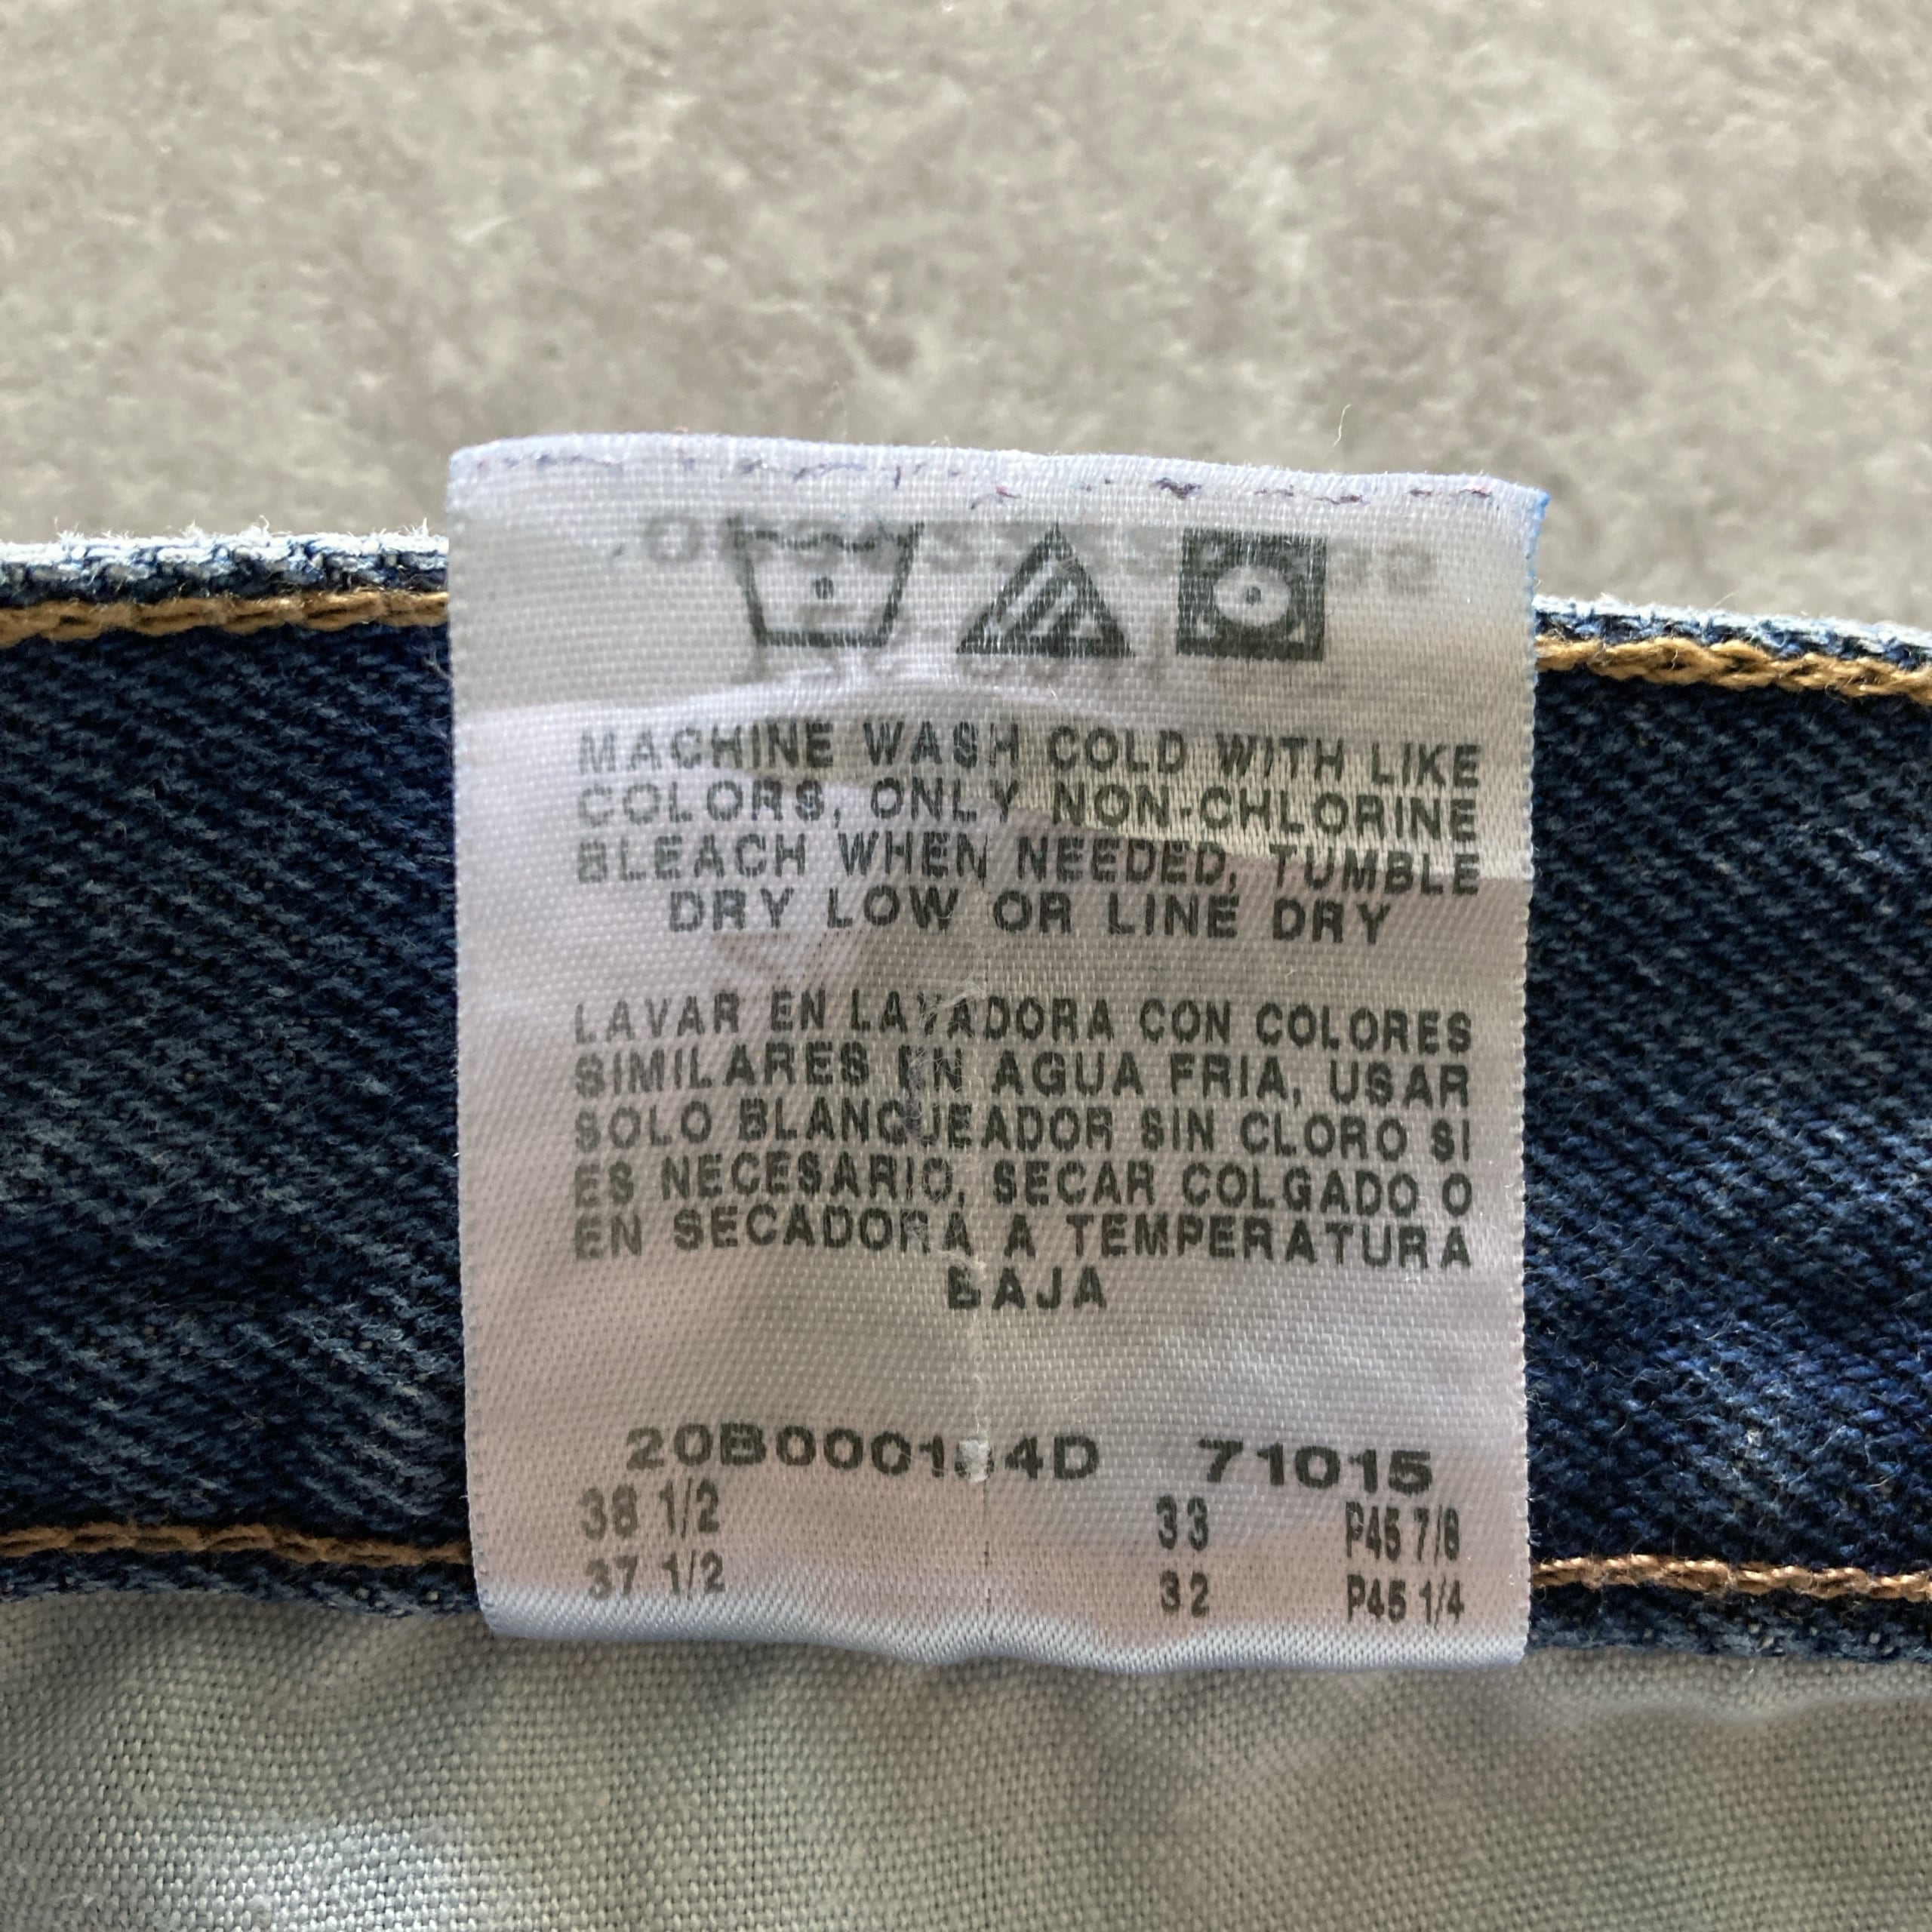 MACHINE WASH COLD WITH LIKE
COLORS, ONLY NON-CHLORINE
BLEACH WHEN NEEDED, TUMBLE
DRY LOW OR LINE DRY
LAVAR EN LAVADORA CON COLORES
SIMILARES EN AGUA FRIA, USAR
SOLO BLANQUEADOR SIN CLORO SI
ES NECESARIO, SECAR COLGADO O
EN SECADORA A TEMPERATURA
BAJA
71015
38 1/2 33 P45 7/8
37 1/2 32 P45 1/4